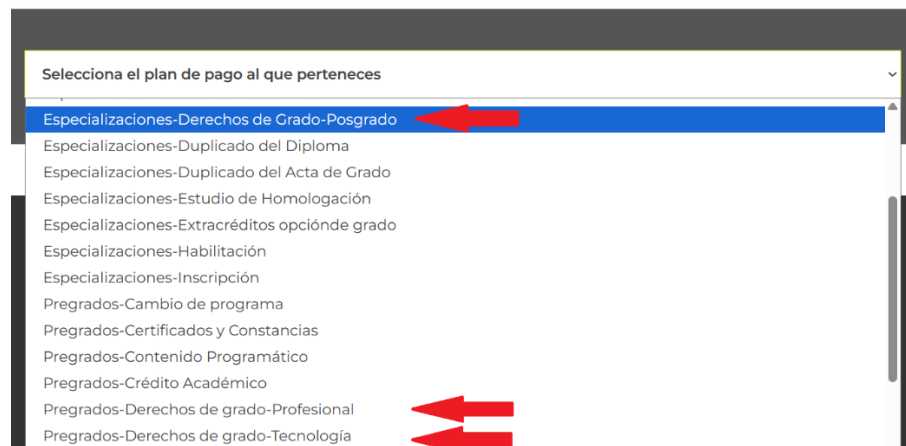 Selecciona el plan de pago al que perteneces
Especializaciones-Derechos de Grado-Posgrado
Especializaciones-Duplicado del Diploma
Especializaciones-Duplicado del Acta de Grado
Especializaciones-Estudio de Homologación
Especializaciones-Extracréditos opciónde grado
Especializaciones-Habilitación
Especializaciones-Inscripción
Pregrados-Cambio de programa
Pregrados-Certificados y Constancias
Pregrados-Contenido Programático
Pregrados-Crédito Académico
Pregrados-Derechos de grado-Profesional
Pregrados-Derechos de grado-Tecnología